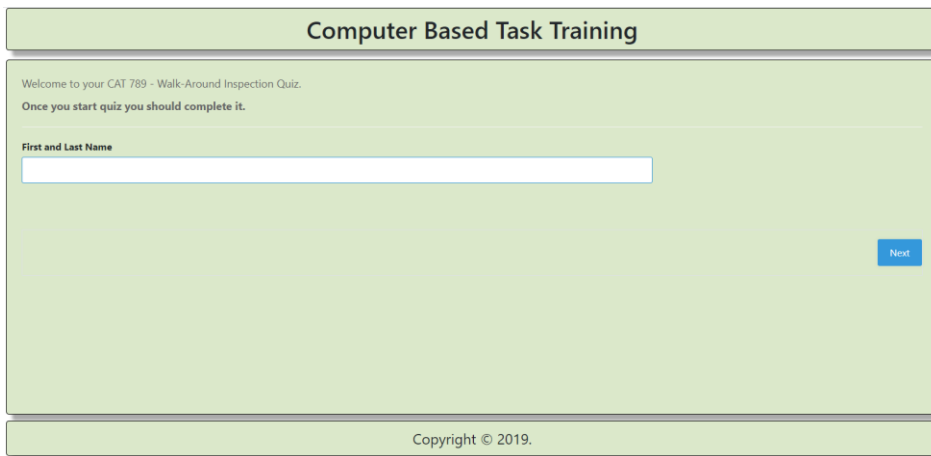 Computer Based Task Training
Welcome to your CAT 789 - Walk-Around Inspection Quiz.
Once you start quiz you should complete it.
First and Last Name
Next
Copyright © 2019.